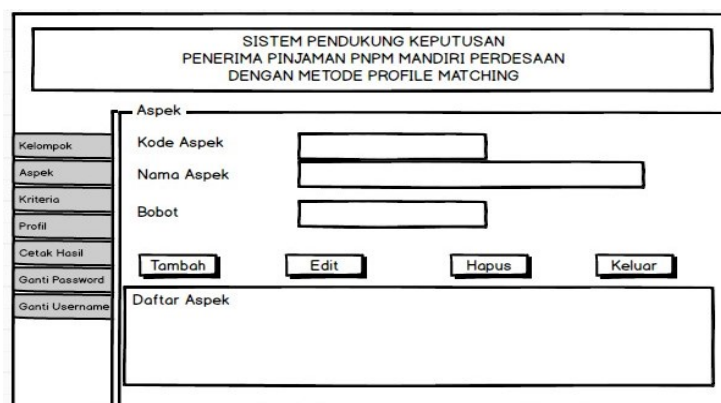 SISTEM PENDUKUNG KEPUTUSAN
PENERIMA PINJAMAN PNPM MANDIRI PERDESAAN
DENGAN METODE PROFILE MATCHING
Kelompok
Aspek
Kriteria
Profil
Cetak Hasil
Ganti Password
Ganti Username
Aspek
Kode Aspek
Nama Aspek
Bobot
Tambah Edit Hapus Keluar
Daftar Aspek